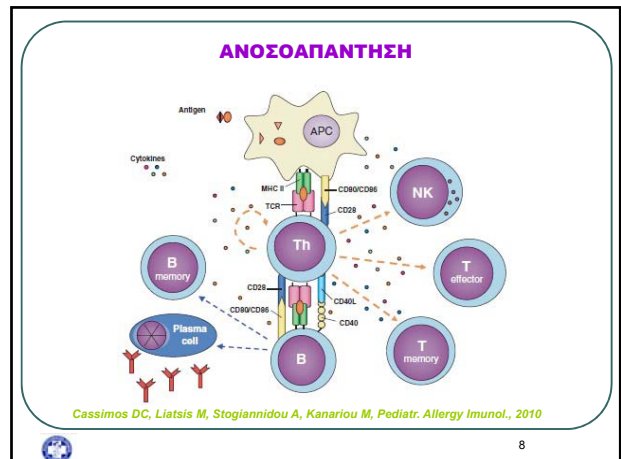 ΑΝΟΣΟΑΠΑΝΤΗΣΗ
Antigen
APC
Cytokines
MHC II
CD80/CD86
NK
TCR
CD28
Th
B
memory
T
effector
CD28
CD40L
CD80/CD86
CD40
Plasma
cell
B
T
memory
Cassimos DC, Liatsis M, Stogiannidou A, Kanariou M, Pediatr. Allergy Imunol., 2010
8